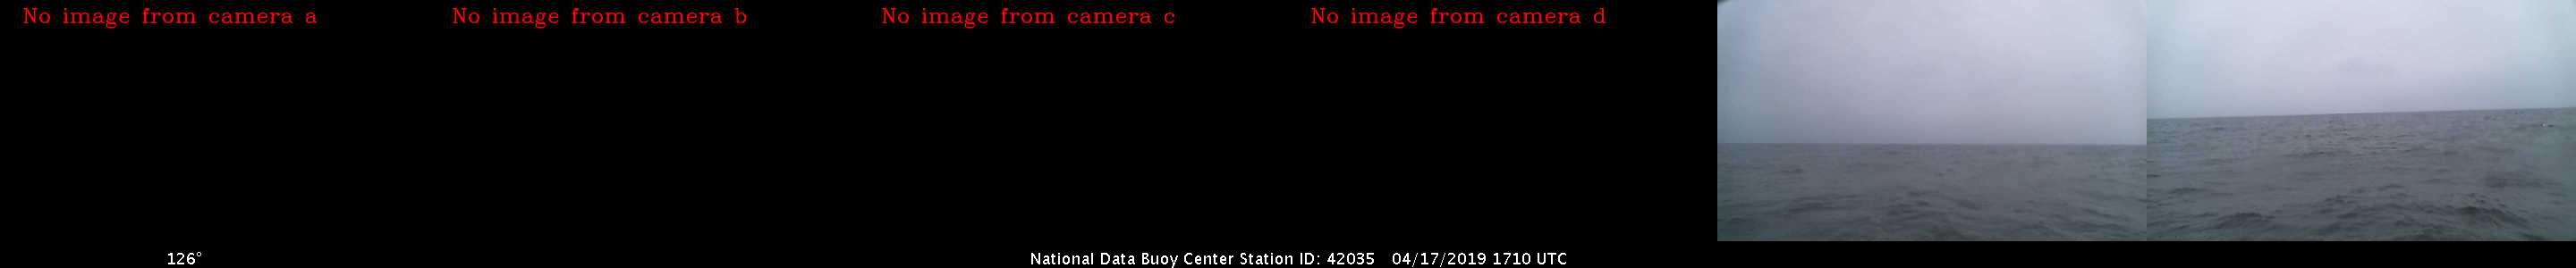 No image from camera a
No image from camera b
No image from camera c
No image from camera d
126°
National Data Buoy Center Station ID: 42035 04/17/2019 1710 UTC